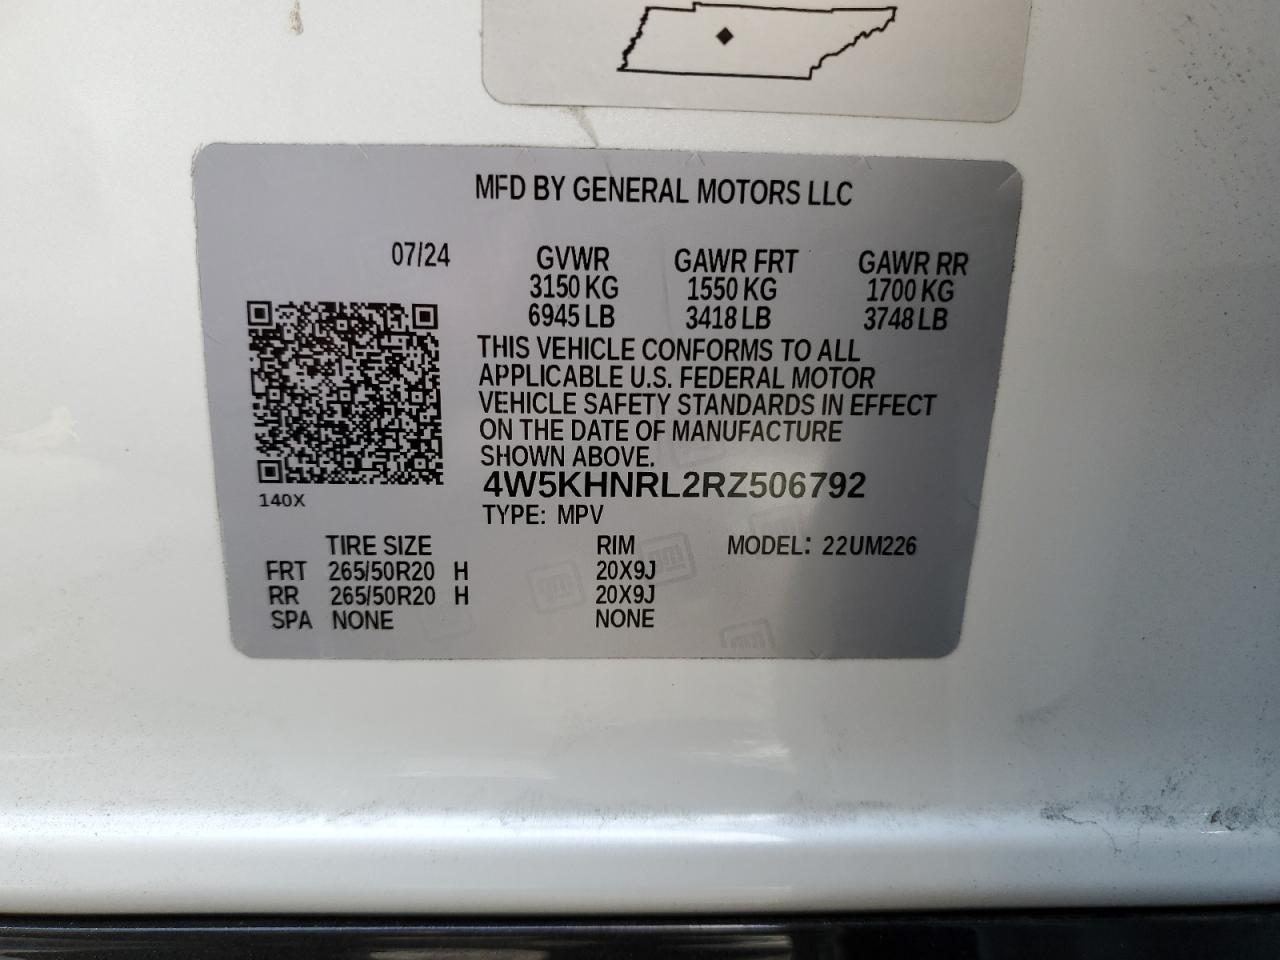 MFD BY GENERAL MOTORS LLC
07/24 GVWR GAWR FRT GAWR RR
3150 KG 1550 KG 1700 KG
6945 LB 3418 LB 3748 LB
THIS VEHICLE CONFORMS TO ALL
APPLICABLE U.S. FEDERAL MOTOR
VEHICLE SAFETY STANDARDS IN EFFECT
ON THE DATE OF MANUFACTURE
SHOWN ABOVE.
4W5KHNRL2RZ506792
140X
TYPE: MPV
TIRE SIZE RIM MODEL: 22UM226
FRT 265/50R20 H 20X9J
RR 265/50R20 H 20X9J
SPA NONE NONE